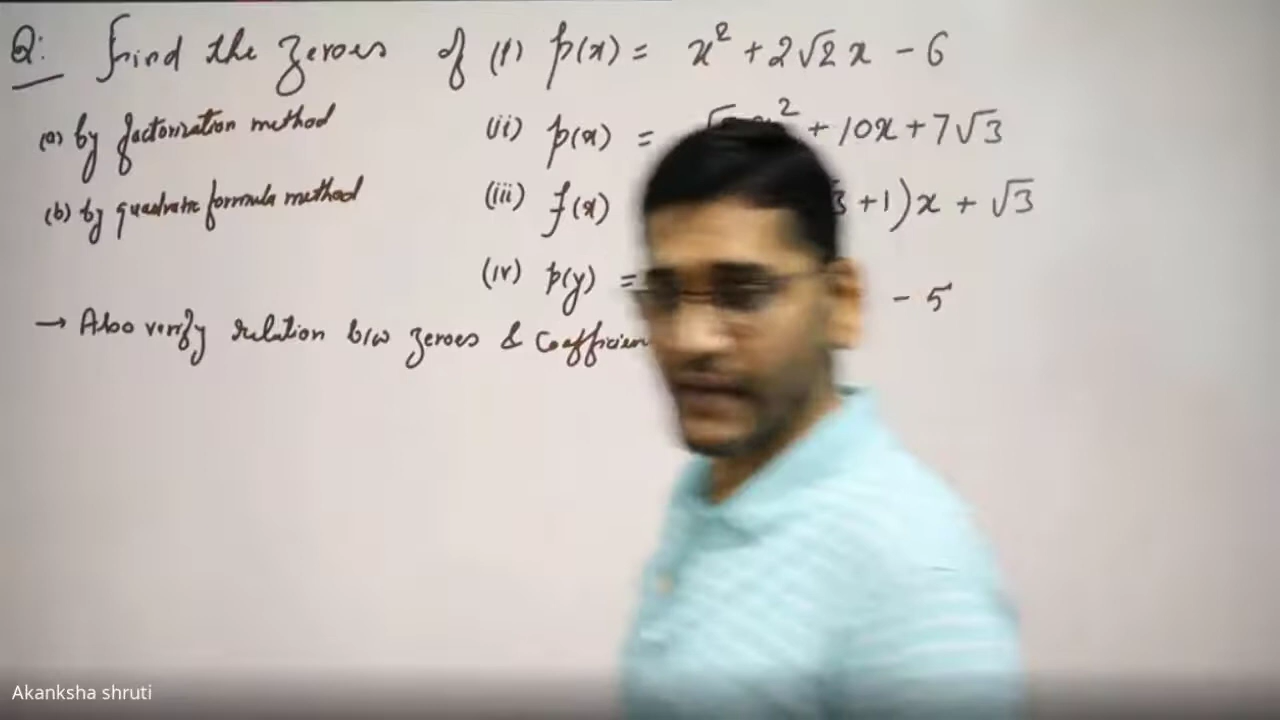 Q: Find the zeroes of (i) p(x) = x² + 2√2 x - 6
(a) by factorization method
(ii) p(x) = x² + 10x + 7√3
(b) by quadratic formula method
(iii) f(x) +1)x + √3
(iv) p(y) = - 5
→ Also verify relation b/w zeroes &
Akanksha shruti